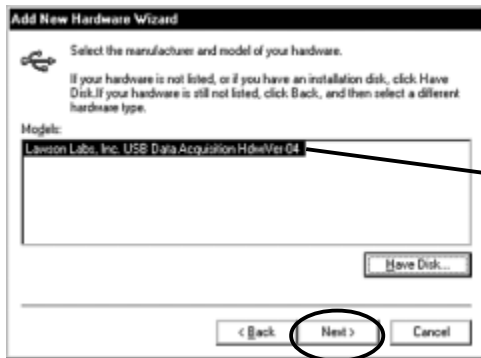 Add New Hardware Wizard
Select the manufacturer and model of your hardware.
If your hardware is not listed, or if you have an installation disk, click Have
Disk.If your hardware is still not listed, click Back, and then select a different
hardware type.
Models:
Lawson Labs, Inc. USB Data Acquisition HdwVer-04
Have Disk...
< Back
Next >
Cancel